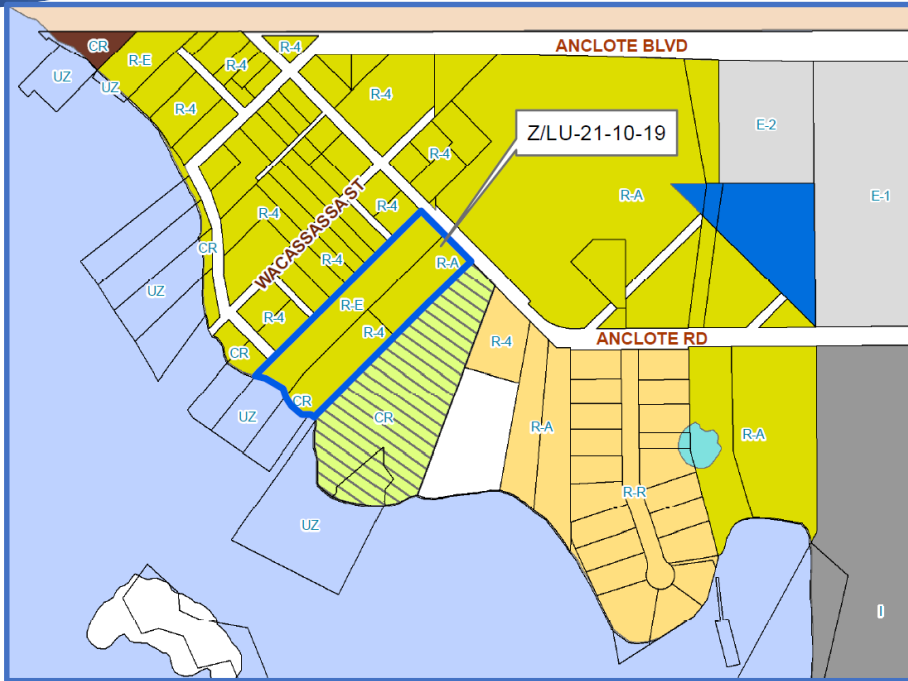 CR
R-4
ANCLOTE BLVD
R-E
R-4
UZ
UZ
R-4
R-4
E-2
Z/LU-21-10-19
R-4
R-A
E-1
R-4
R-4
WACASSASSA ST
CR
R-4
R-A
UZ
R-E
R-4
R-4
ANCLOTE RD
R-4
CR
CR
UZ
CR
R-A
R-A
R-R
UZ
I